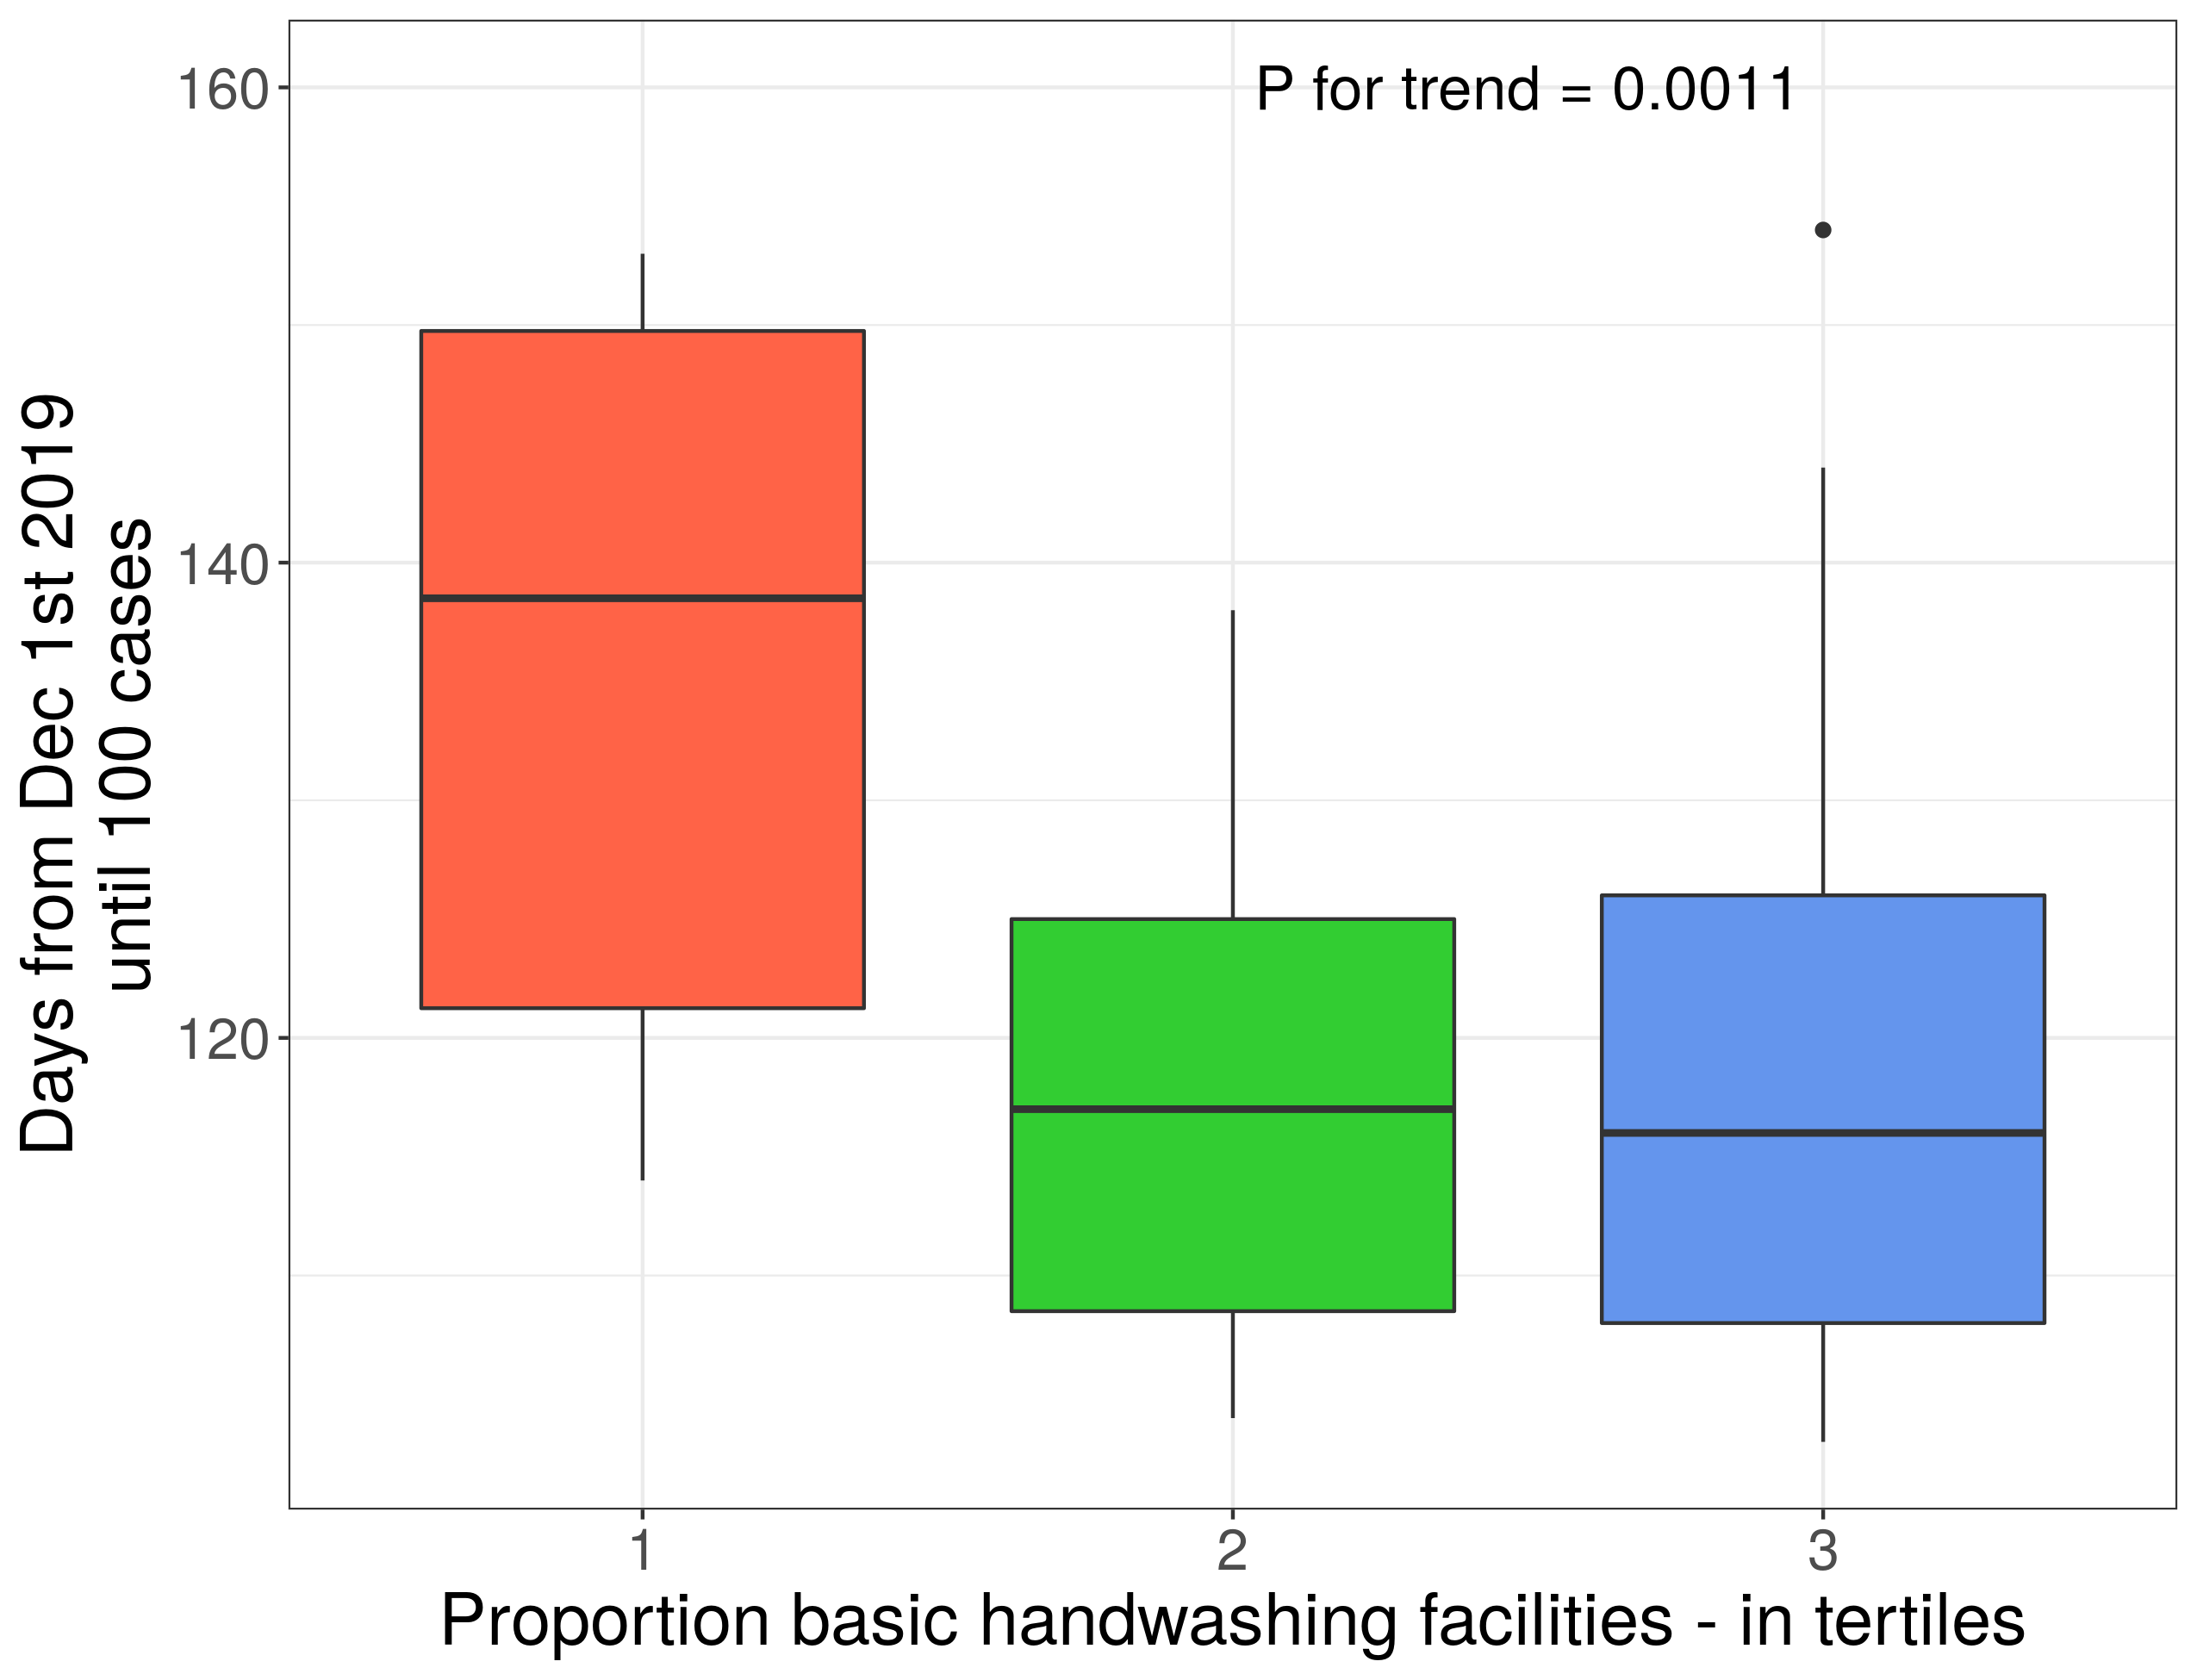 P for trend = 0.0011
160
140
120
Days from Dec 1st 2019
until 100 cases
1
2
3
Proportion basic handwashing facilities - in tertiles